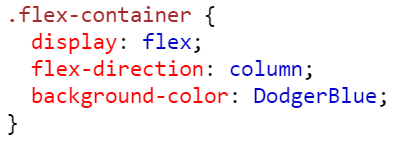 .flex-container {
  display: flex;
  flex-direction: column;
  background-color: DodgerBlue;
}